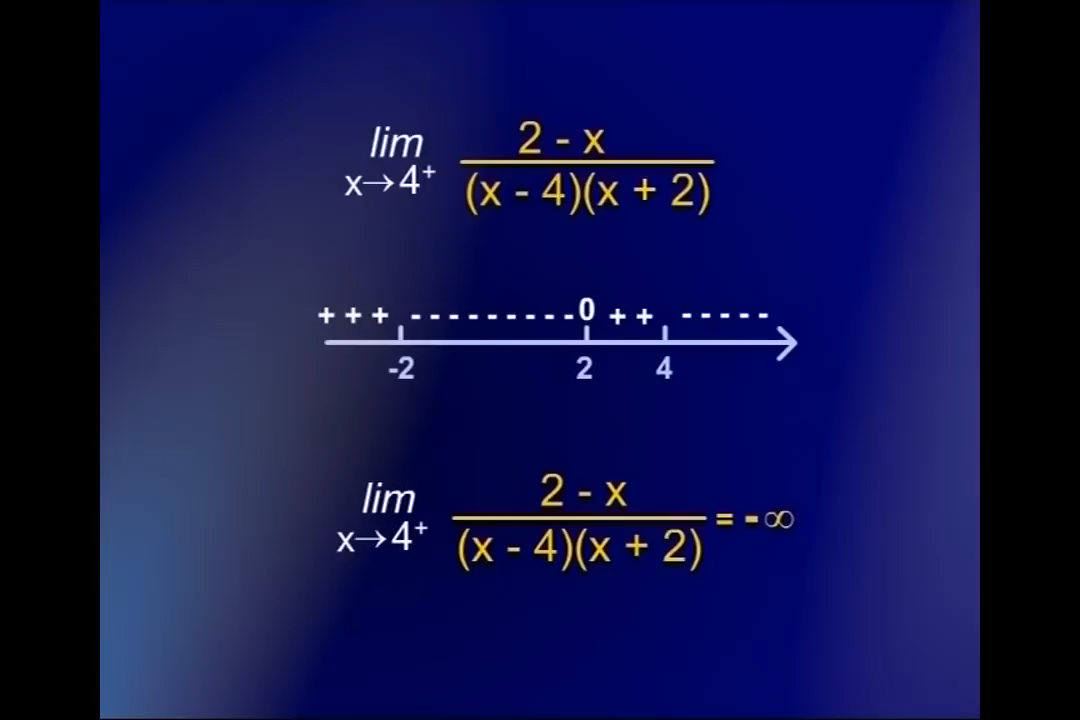 lim 2 - x
x→4⁺ (x - 4)(x + 2)
+ + + - - - - - - - - - - 0 + + - - - - -
-2 2 4
lim 2 - x
x→4⁺ (x - 4)(x + 2) = -∞